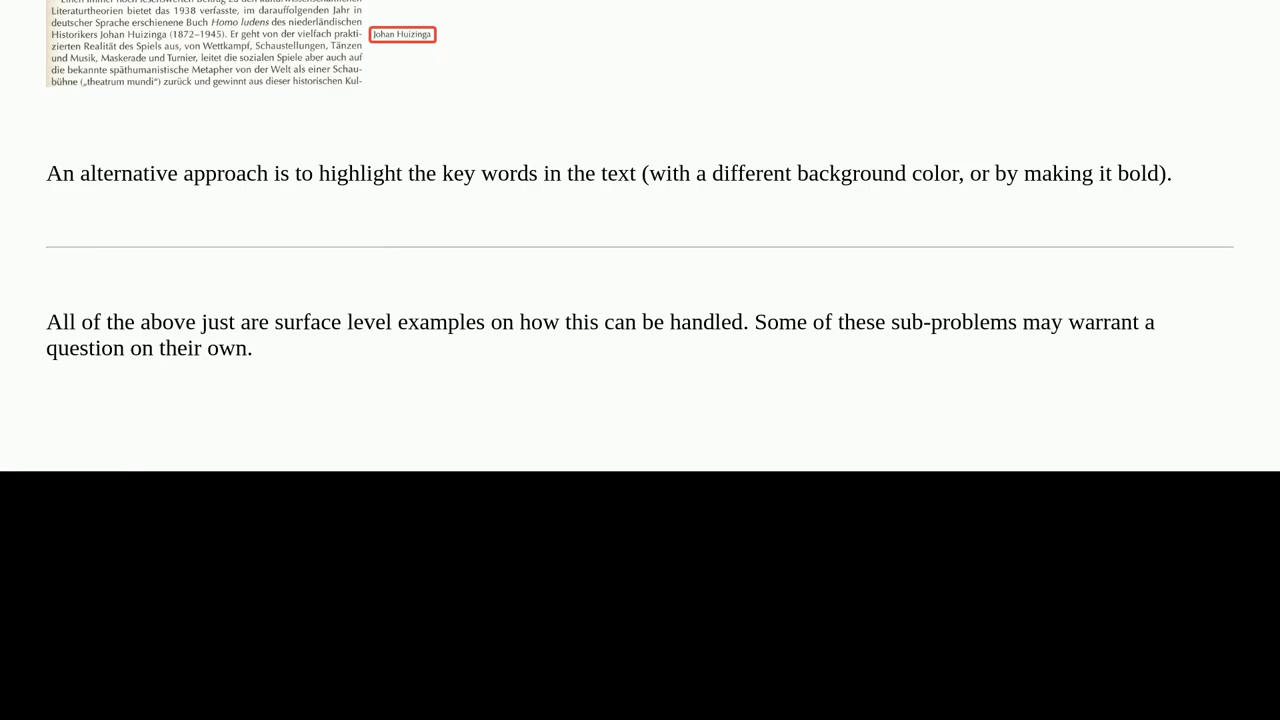 Literaturtheorien bietet das 1938 verfasste, im darauffolgenden Jahr in
deutscher Sprache erschienene Buch Homo ludens des niederländischen
Historikers Johan Huizinga (1872–1945). Er geht von der vielfach prakti-
Johan Huizinga
zierten Realität des Spiels aus, von Wettkampf, Schaustellungen, Tänzen
und Musik, Maskerade und Turnier, leitet die sozialen Spiele aber auch auf
die bekannte späthumanistische Metapher von der Welt als einer Schau-
bühne („theatrum mundi“) zurück und gewinnt aus dieser historischen Kul-
An alternative approach is to highlight the key words in the text (with a different background color, or by making it bold).
All of the above just are surface level examples on how this can be handled. Some of these sub-problems may warrant a
question on their own.